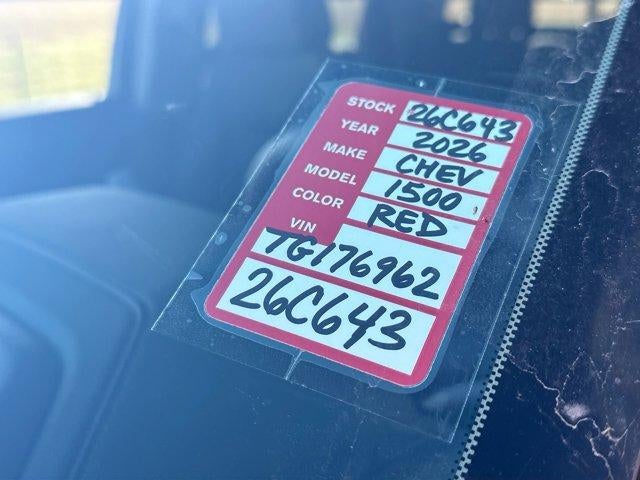 STOCK 26C643
YEAR 2026
MAKE CHEV
MODEL 1500
COLOR RED
VIN
TG176962
26C643